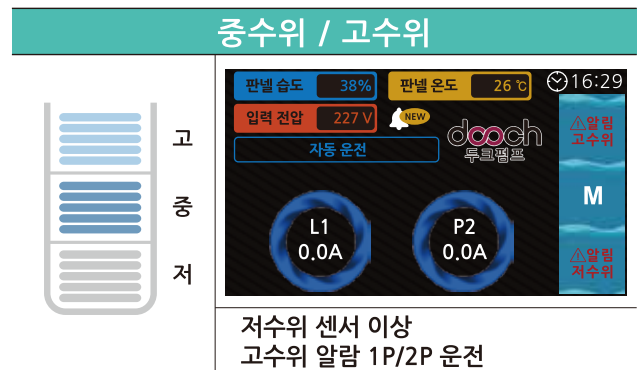 중수위 / 고수위
고
중
저
판넬 습도 38%
판넬 온도 26 ℃
16:29
입력 전압 227 V
NEW
dooch
두크펌프
자동 운전
⚠알림
고수위
L1
0.0A
P2
0.0A
M
⚠알림
저수위
저수위 센서 이상
고수위 알람 1P/2P 운전